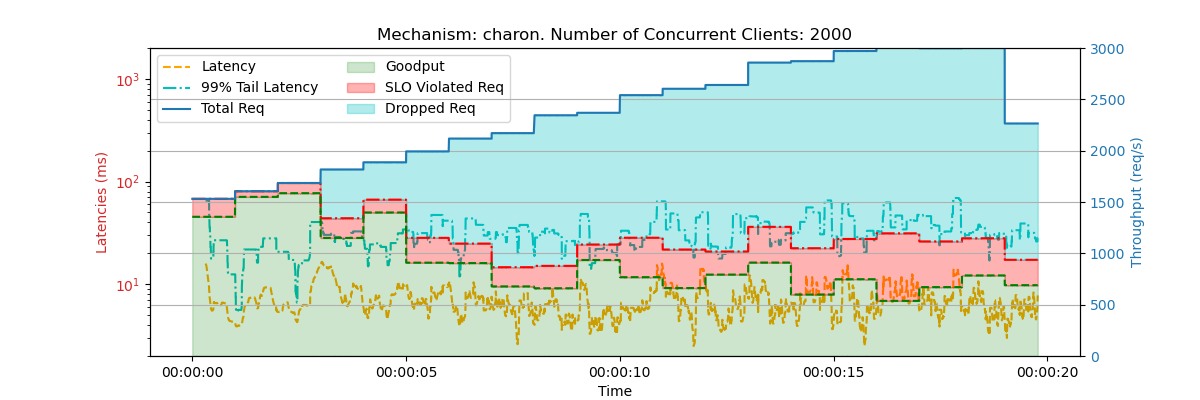 Mechanism: charon. Number of Concurrent Clients: 2000
Latency
99% Tail Latency
Total Req
Goodput
SLO Violated Req
Dropped Req
Latencies (ms)
10³
10²
10¹
Throughput (req/s)
3000
2500
2000
1500
1000
500
0
00:00:00 00:00:05 00:00:10 00:00:15 00:00:20
Time